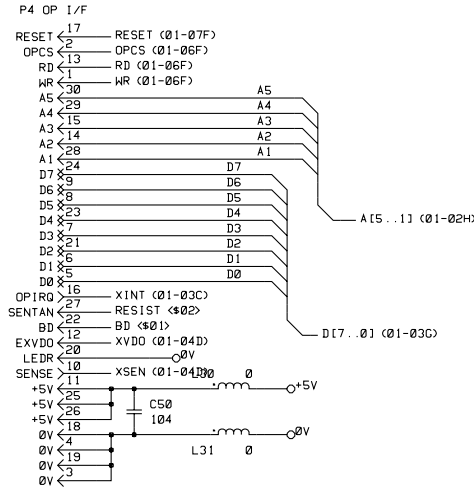 P4 OP I/F
RESET 17 RESET (01-07F)
OPCS 2 OPCS (01-06F)
RD 13 RD (01-06F)
WR 1 WR (01-06F)
A5 30 A5
A4 29 A4
A3 15 A3
A2 14 A2
A1 28 A1
D7 24 D7
D6 9 D6
D5 8 D5
D4 23 D4
A[5..1] (01-02H)
D3 7 D3
D2 21 D2
D1 6 D1
D0 5 D0
OPIRQ 16 XINT (01-03C)
SENTAN 27 RESIST <$02>
BD 22 BD <$01>
D[7..0] (01-03G)
EXVDO 12 XVDO (01-04D)
LEDR 20 0V
SENSE 10 XSEN (01-04D) L30 0
+5V 11 +5V
+5V 25 C50
+5V 26 104
0V 18 0V
0V 4 L31 0
0V 19
0V 3